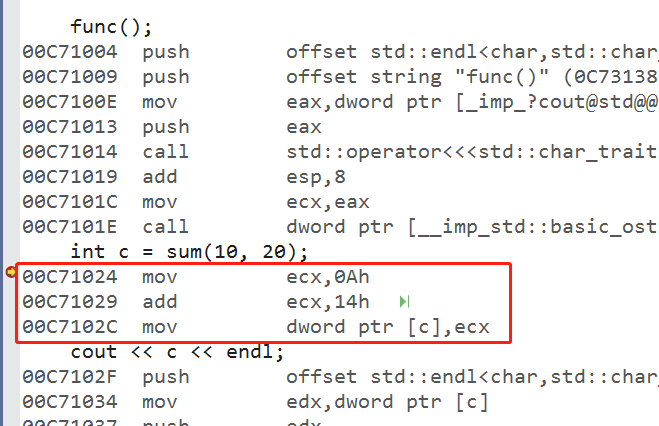 func();
00C71004 push offset std::endl<char,std::char_
00C71009 push offset string "func()" (0C73138
00C7100E mov eax,dword ptr [_imp_?cout@std@@
00C71013 push eax
00C71014 call std::operator<<<std::char_trait
00C71019 add esp,8
00C7101C mov ecx,eax
00C7101E call dword ptr [__imp_std::basic_ost
int c = sum(10, 20);
00C71024 mov ecx,0Ah
00C71029 add ecx,14h
00C7102C mov dword ptr [c],ecx
cout << c << endl;
00C7102F push offset std::endl<char,std::char_
00C71034 mov edx,dword ptr [c]
00C71037 push edx